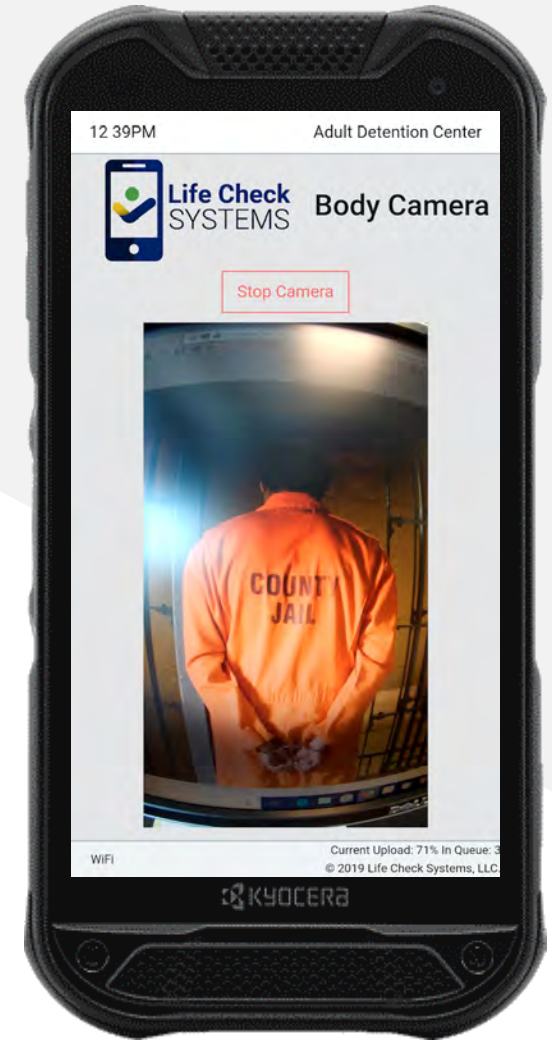 12 39PM
Adult Detention Center
Life Check
SYSTEMS
Body Camera
Stop Camera
COUNTY
JAIL
WiFi
Current Upload: 71% In Queue: 3
© 2019 Life Check Systems, LLC.
KYOCERA